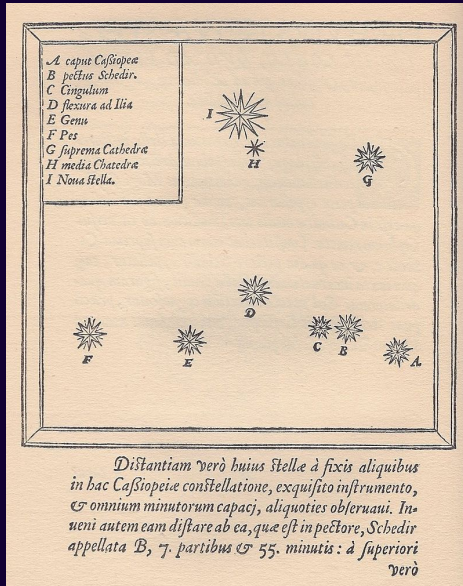 A caput Caßiopeæ
B pectus Schedir.
C Cingulum
D flexura ad Ilia
E Genu
F Pes
G suprema Cathedræ
H media Chatedræ
I Noua stella.
I
H
G
D
C B
A
E
F
Distantiam verò huius stellæ à fixis aliquibus
in hac Caßiopeiæ constellatione, exquisito instrumento,
& omnium minutorum capacj, aliquoties obseruaui. In-
ueni autem eam distare ab ea, quæ est in pectore, Schedir
appellata B, 7. partibus & 55. minutis: à superiori
verò